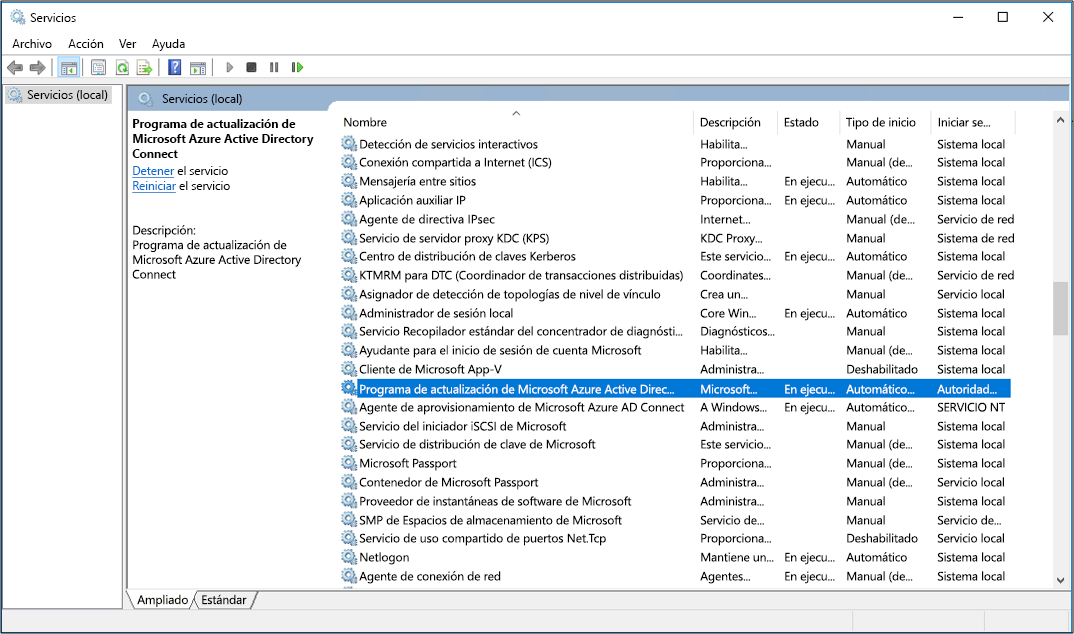 Servicios
Archivo Acción Ver Ayuda
Servicios (local)
Servicios (local)
Programa de actualización de
Microsoft Azure Active Directory
Connect
Detener el servicio
Reiniciar el servicio
Descripción:
Programa de actualización de
Microsoft Azure Active Directory
Connect
Nombre Descripción Estado Tipo de inicio Iniciar se...
Detección de servicios interactivos Habilita... Manual Sistema local
Conexión compartida a Internet (ICS) Proporciona... Manual (de... Sistema local
Mensajería entre sitios Habilita... En ejecu... Automático Sistema local
Aplicación auxiliar IP Proporciona... En ejecu... Automático Sistema local
Agente de directiva IPsec Internet... Manual (de... Servicio de red
Servicio de servidor proxy KDC (KPS) KDC Proxy... Manual Sistema de red
Centro de distribución de claves Kerberos Este servicio... En ejecu... Automático Sistema local
KTMRM para DTC (Coordinador de transacciones distribuidas) Coordinates... Manual (de... Servicio de red
Asignador de detección de topologías de nivel de vínculo Crea un... Manual Servicio local
Administrador de sesión local Core Win... En ejecu... Automático Sistema local
Servicio Recopilador estándar del concentrador de diagnósti... Diagnósticos... Manual Sistema local
Ayudante para el inicio de sesión de cuenta Microsoft Habilita... Manual (de... Sistema local
Cliente de Microsoft App-V Administra... Deshabilitado Sistema local
Programa de actualización de Microsoft Azure Active Direc... Microsoft... En ejecu... Automático... Autoridad...
Agente de aprovisionamiento de Microsoft Azure AD Connect A Windows... En ejecu... Automático... SERVICIO NT
Servicio del iniciador iSCSI de Microsoft Administra... Manual Sistema local
Servicio de distribución de clave de Microsoft Este servicio... Manual (de... Sistema local
Microsoft Passport Proporciona... Manual (de... Sistema local
Contenedor de Microsoft Passport Administra... Manual (de... Servicio local
Proveedor de instantáneas de software de Microsoft Administra... Manual Sistema local
SMP de Espacios de almacenamiento de Microsoft Servicio de... Manual Servicio de...
Servicio de uso compartido de puertos Net.Tcp Proporciona... Deshabilitado Servicio local
Netlogon Mantiene un... En ejecu... Automático Sistema local
Agente de conexión de red Agentes... En ejecu... Manual (de... Sistema local
Ampliado Estándar